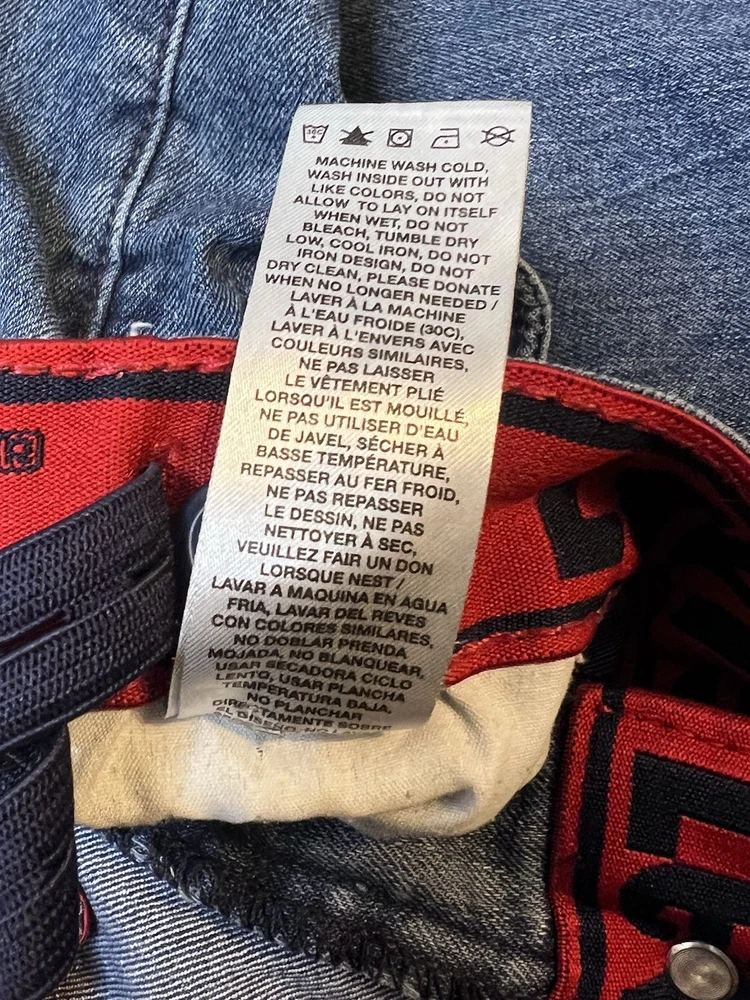 30C
MACHINE WASH COLD,
WASH INSIDE OUT WITH
LIKE COLORS, DO NOT
ALLOW TO LAY ON ITSELF
WHEN WET, DO NOT
BLEACH, TUMBLE DRY
LOW, COOL IRON, DO NOT
IRON DESIGN, DO NOT
DRY CLEAN, PLEASE DONATE
WHEN NO LONGER NEEDED /
LAVER À LA MACHINE
À L'EAU FROIDE (30C),
LAVER À L'ENVERS AVEC
COULEURS SIMILAIRES,
NE PAS LAISSER
LE VÊTEMENT PLIÉ
LORSQU'IL EST MOUILLÉ,
NE PAS UTILISER D'EAU
DE JAVEL, SÉCHER À
BASSE TEMPÉRATURE,
REPASSER AU FER FROID,
NE PAS REPASSER
LE DESSIN, NE PAS
NETTOYER À SEC,
VEUILLEZ FAIR UN DON
LORSQUE NEST /
LAVAR A MAQUINA EN AGUA
FRIA, LAVAR DEL REVES
CON COLORES SIMILARES,
NO DOBLAR PRENDA
MOJADA, NO BLANQUEAR,
USAR SECADORA CICLO
LENTO, USAR PLANCHA
TEMPERATURA BAJA.
NO PLANCHAR
DIRECTAMENTE SOBRE
EL DISENO, NO
®